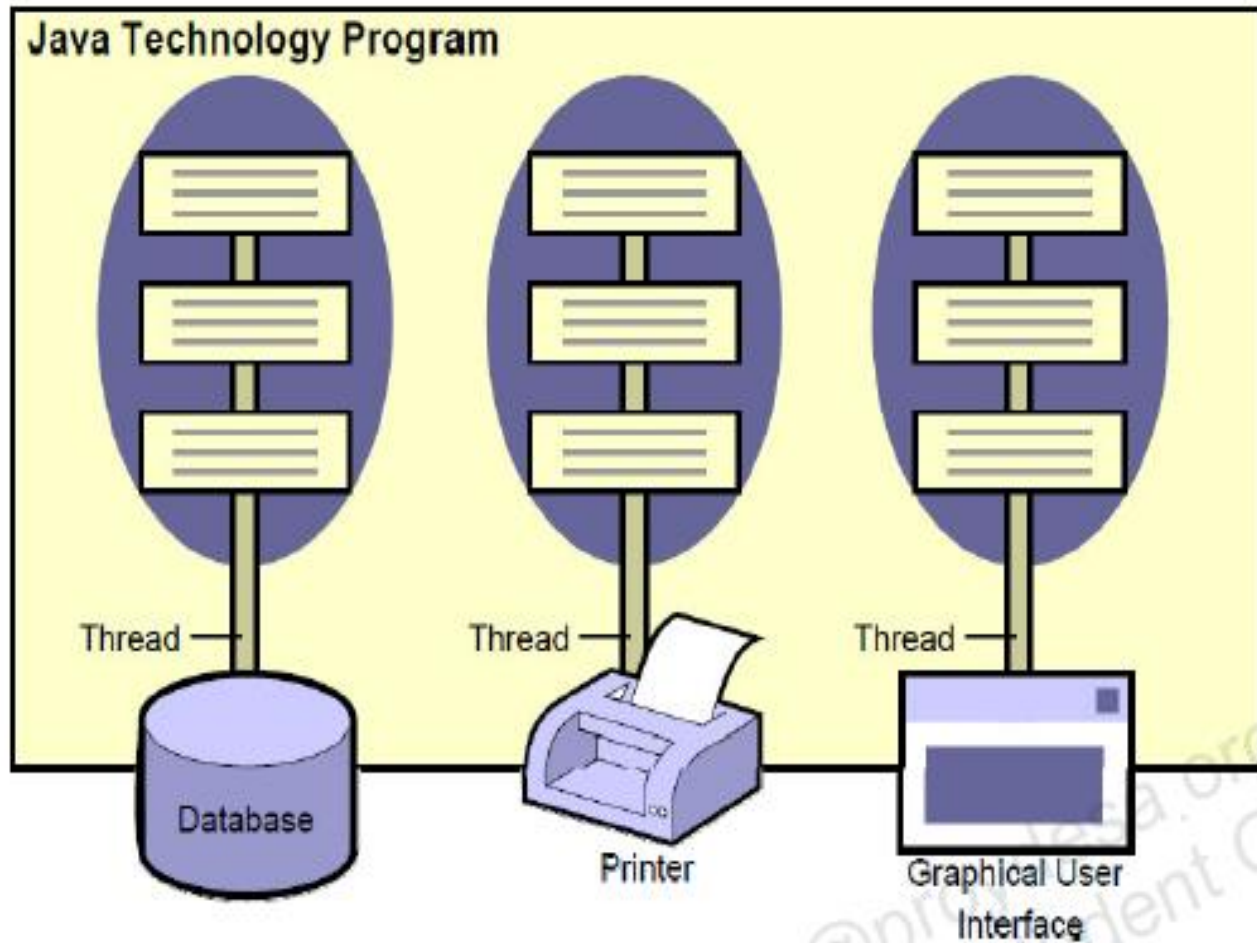 Java Technology Program
Thread
Thread
Thread
Database
Printer
Graphical User
Interface